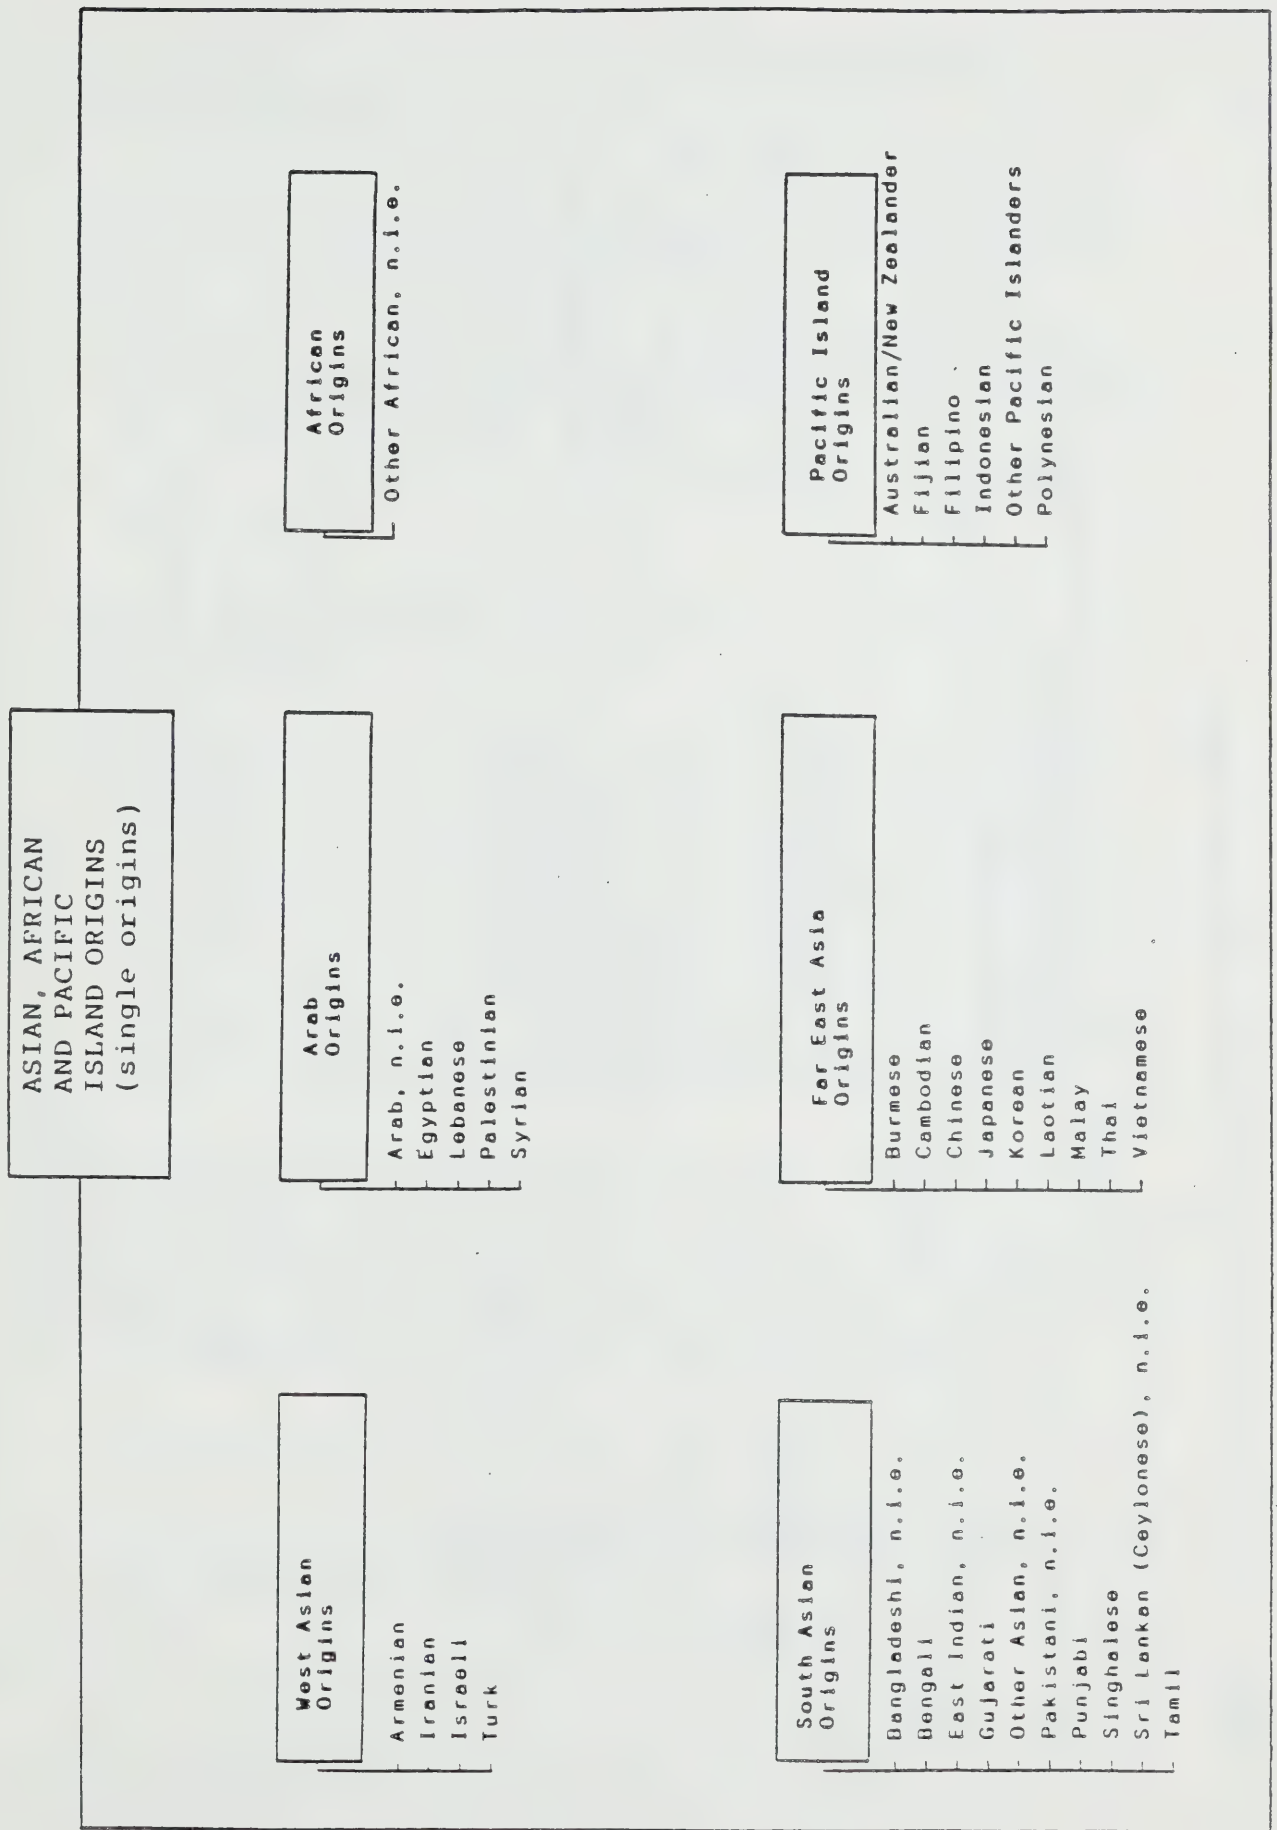 ASIAN, AFRICAN
AND PACIFIC
ISLAND ORIGINS
(single origins)
West Asian
Origins
Armenian
Iranian
Israeli
Turk
Arab
Origins
Arab, n.i.e.
Egyptian
Lebanese
Palestinian
Syrian
African
Origins
Other African, n.i.e.
South Asian
Origins
Bangladeshi, n.i.e.
Bengali
East Indian, n.i.e.
Gujarati
Other Asian, n.i.e.
Pakistani, n.i.e.
Punjabi
Singhalese
Sri Lankan (Ceylonese), n.i.e.
Tamil
Far East Asia
Origins
Burmese
Cambodian
Chinese
Japanese
Korean
Laotian
Malay
Thai
Vietnamese
Pacific Island
Origins
Australian/New Zealander
Fijian
Filipino
Indonesian
Other Pacific Islanders
Polynesian